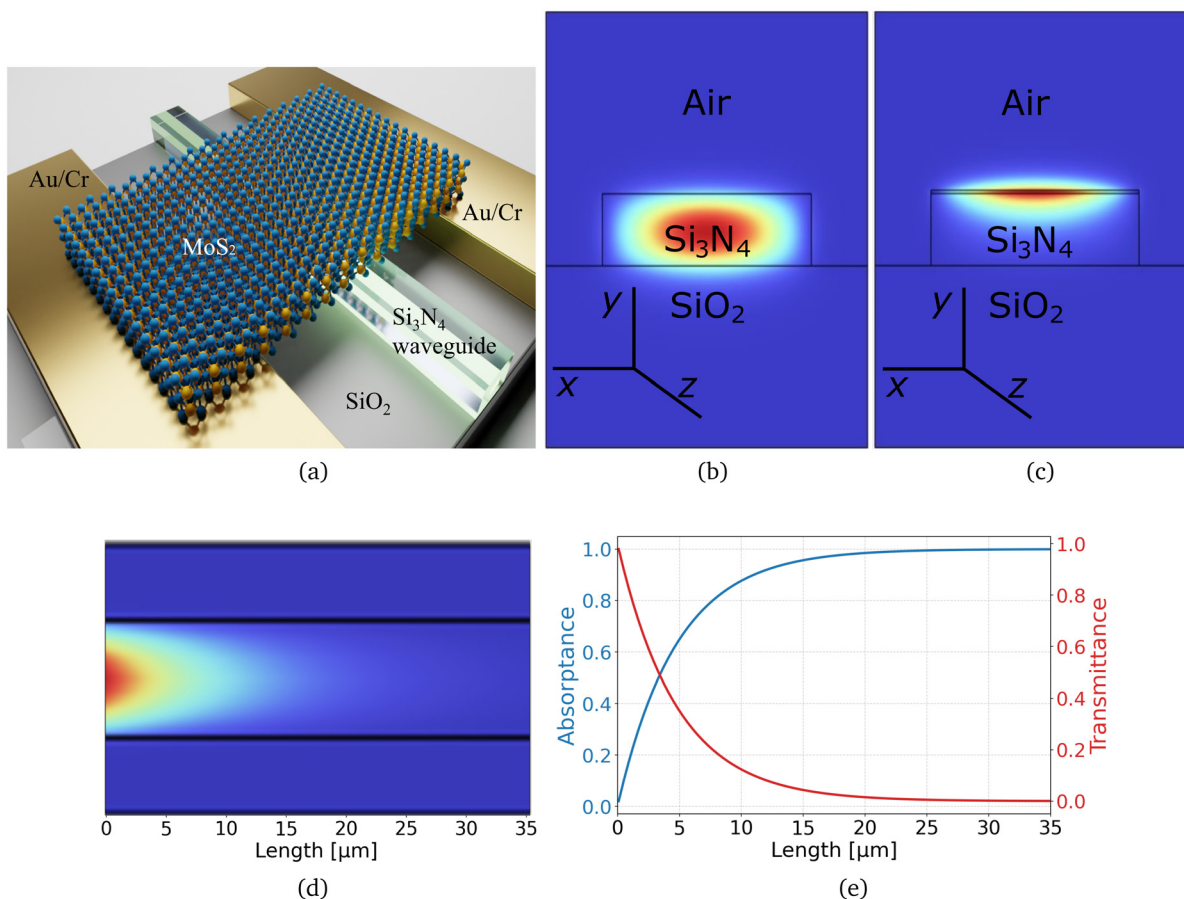 Au/Cr
Au/Cr
MoS₂
Si₃N₄
waveguide
SiO₂
(a)
Air
Si₃N₄
SiO₂
y
x
z
(b)
Air
Si₃N₄
SiO₂
y
x
z
(c)
0 5 10 15 20 25 30 35
Length [μm]
(d)
Absorptance
1.0
0.8
0.6
0.4
0.2
0.0
Transmittance
1.0
0.8
0.6
0.4
0.2
0.0
0 5 10 15 20 25 30 35
Length [μm]
(e)